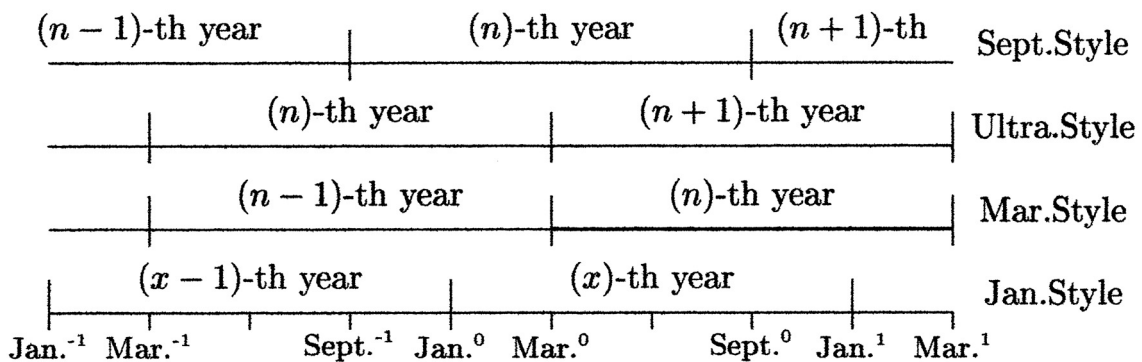 (n − 1)-th year (n)-th year (n + 1)-th Sept.Style
(n)-th year (n + 1)-th year Ultra.Style
(n − 1)-th year (n)-th year Mar.Style
(x − 1)-th year (x)-th year Jan.Style
Jan.⁻¹ Mar.⁻¹ Sept.⁻¹ Jan.⁰ Mar.⁰ Sept.⁰ Jan.¹ Mar.¹